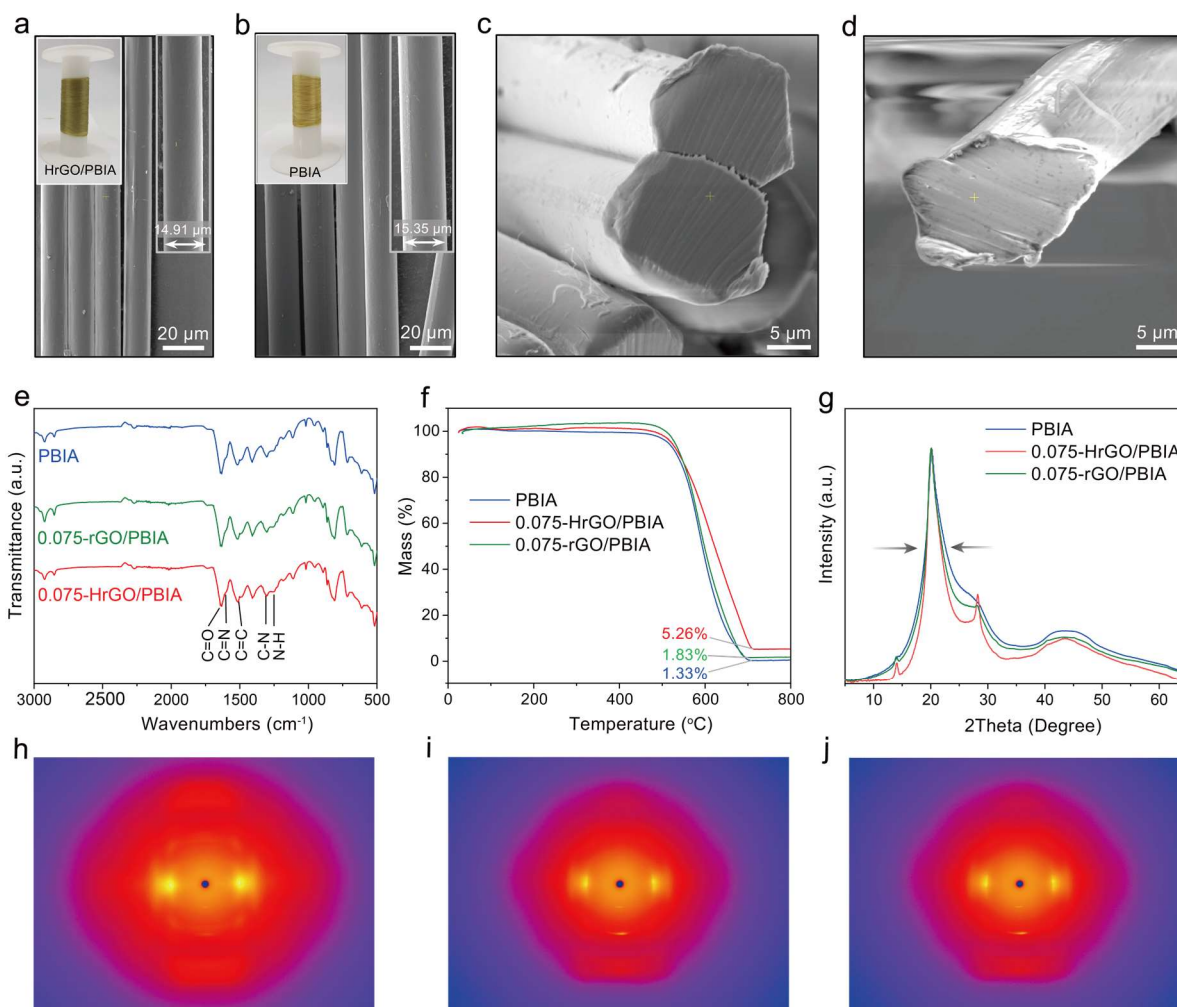 a
HrGO/PBIA
14.91 µm
20 µm
b
PBIA
15.35 µm
20 µm
c
5 µm
d
5 µm
e
Transmittance (a.u.)
PBIA
0.075-rGO/PBIA
0.075-HrGO/PBIA
C=O
C=N
C=C
C-N
N-H
3000 2500 2000 1500 1000 500
Wavenumbers (cm⁻¹)
f
Mass (%)
100
80
60
40
20
0
PBIA
0.075-HrGO/PBIA
0.075-rGO/PBIA
5.26%
1.83%
1.33%
0 200 400 600 800
Temperature (°C)
g
Intensity (a.u.)
PBIA
0.075-HrGO/PBIA
0.075-rGO/PBIA
10 20 30 40 50 60
2Theta (Degree)
h
i
j